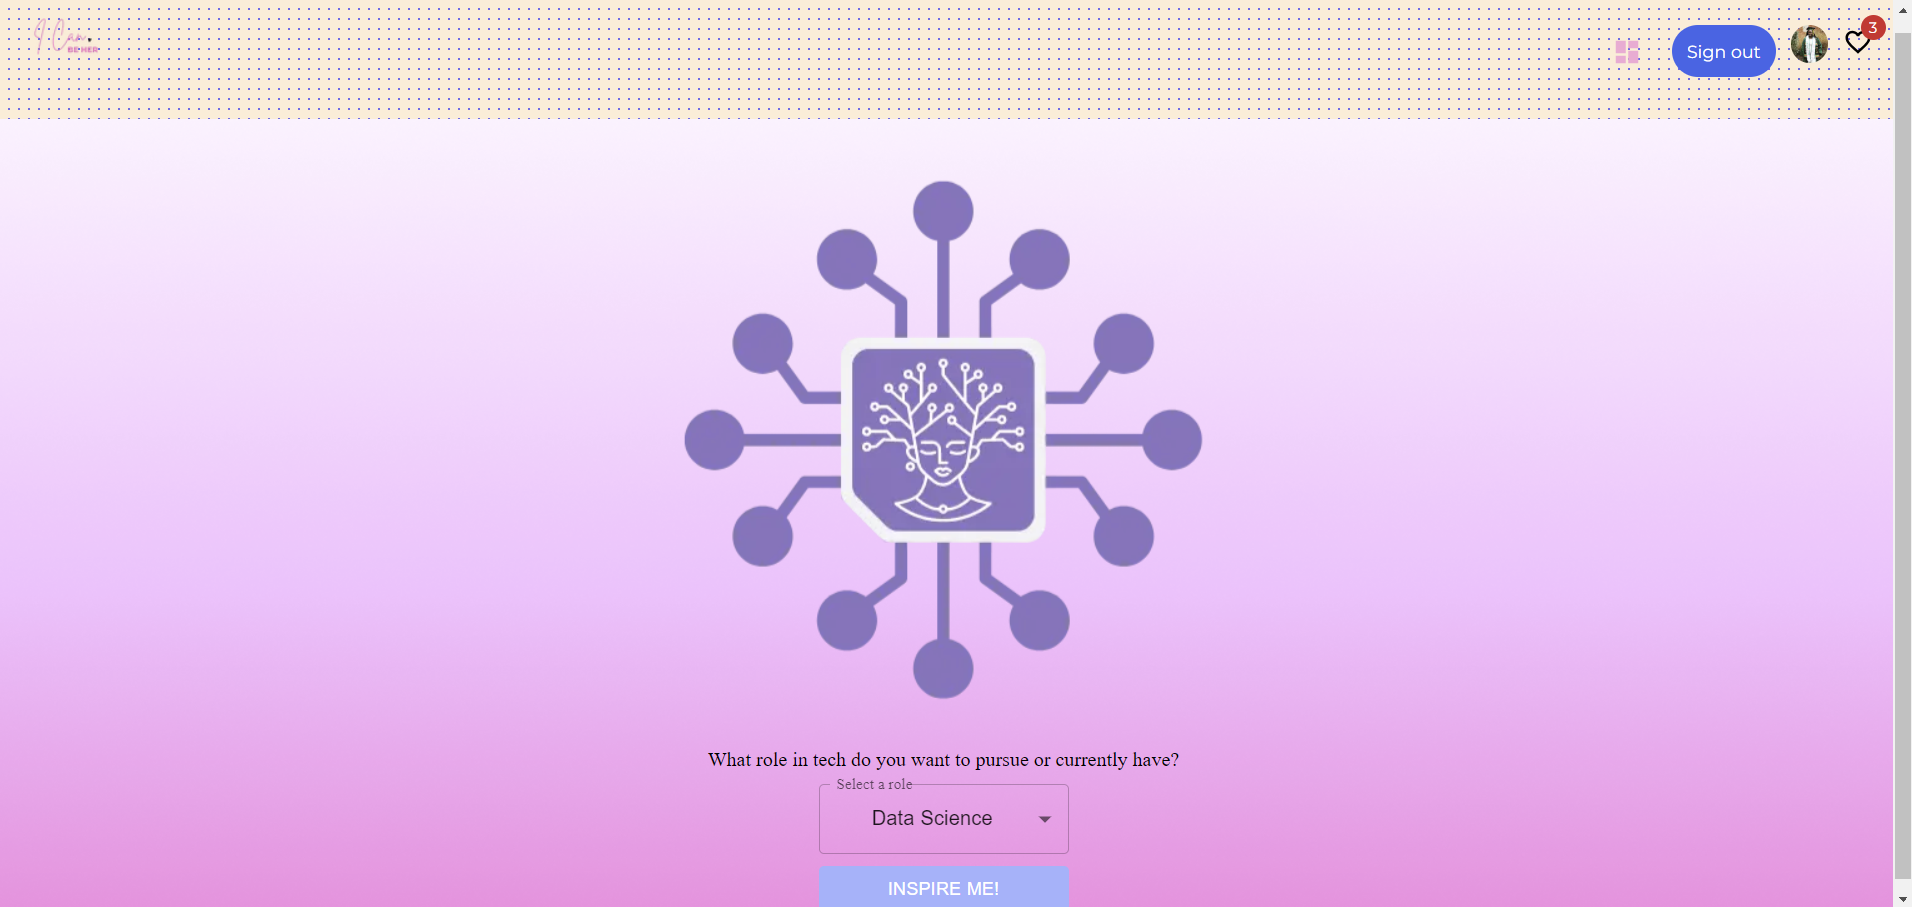 I Can.
BE HER
Sign out
3
What role in tech do you want to pursue or currently have?
Select a role
Data Science
INSPIRE ME!